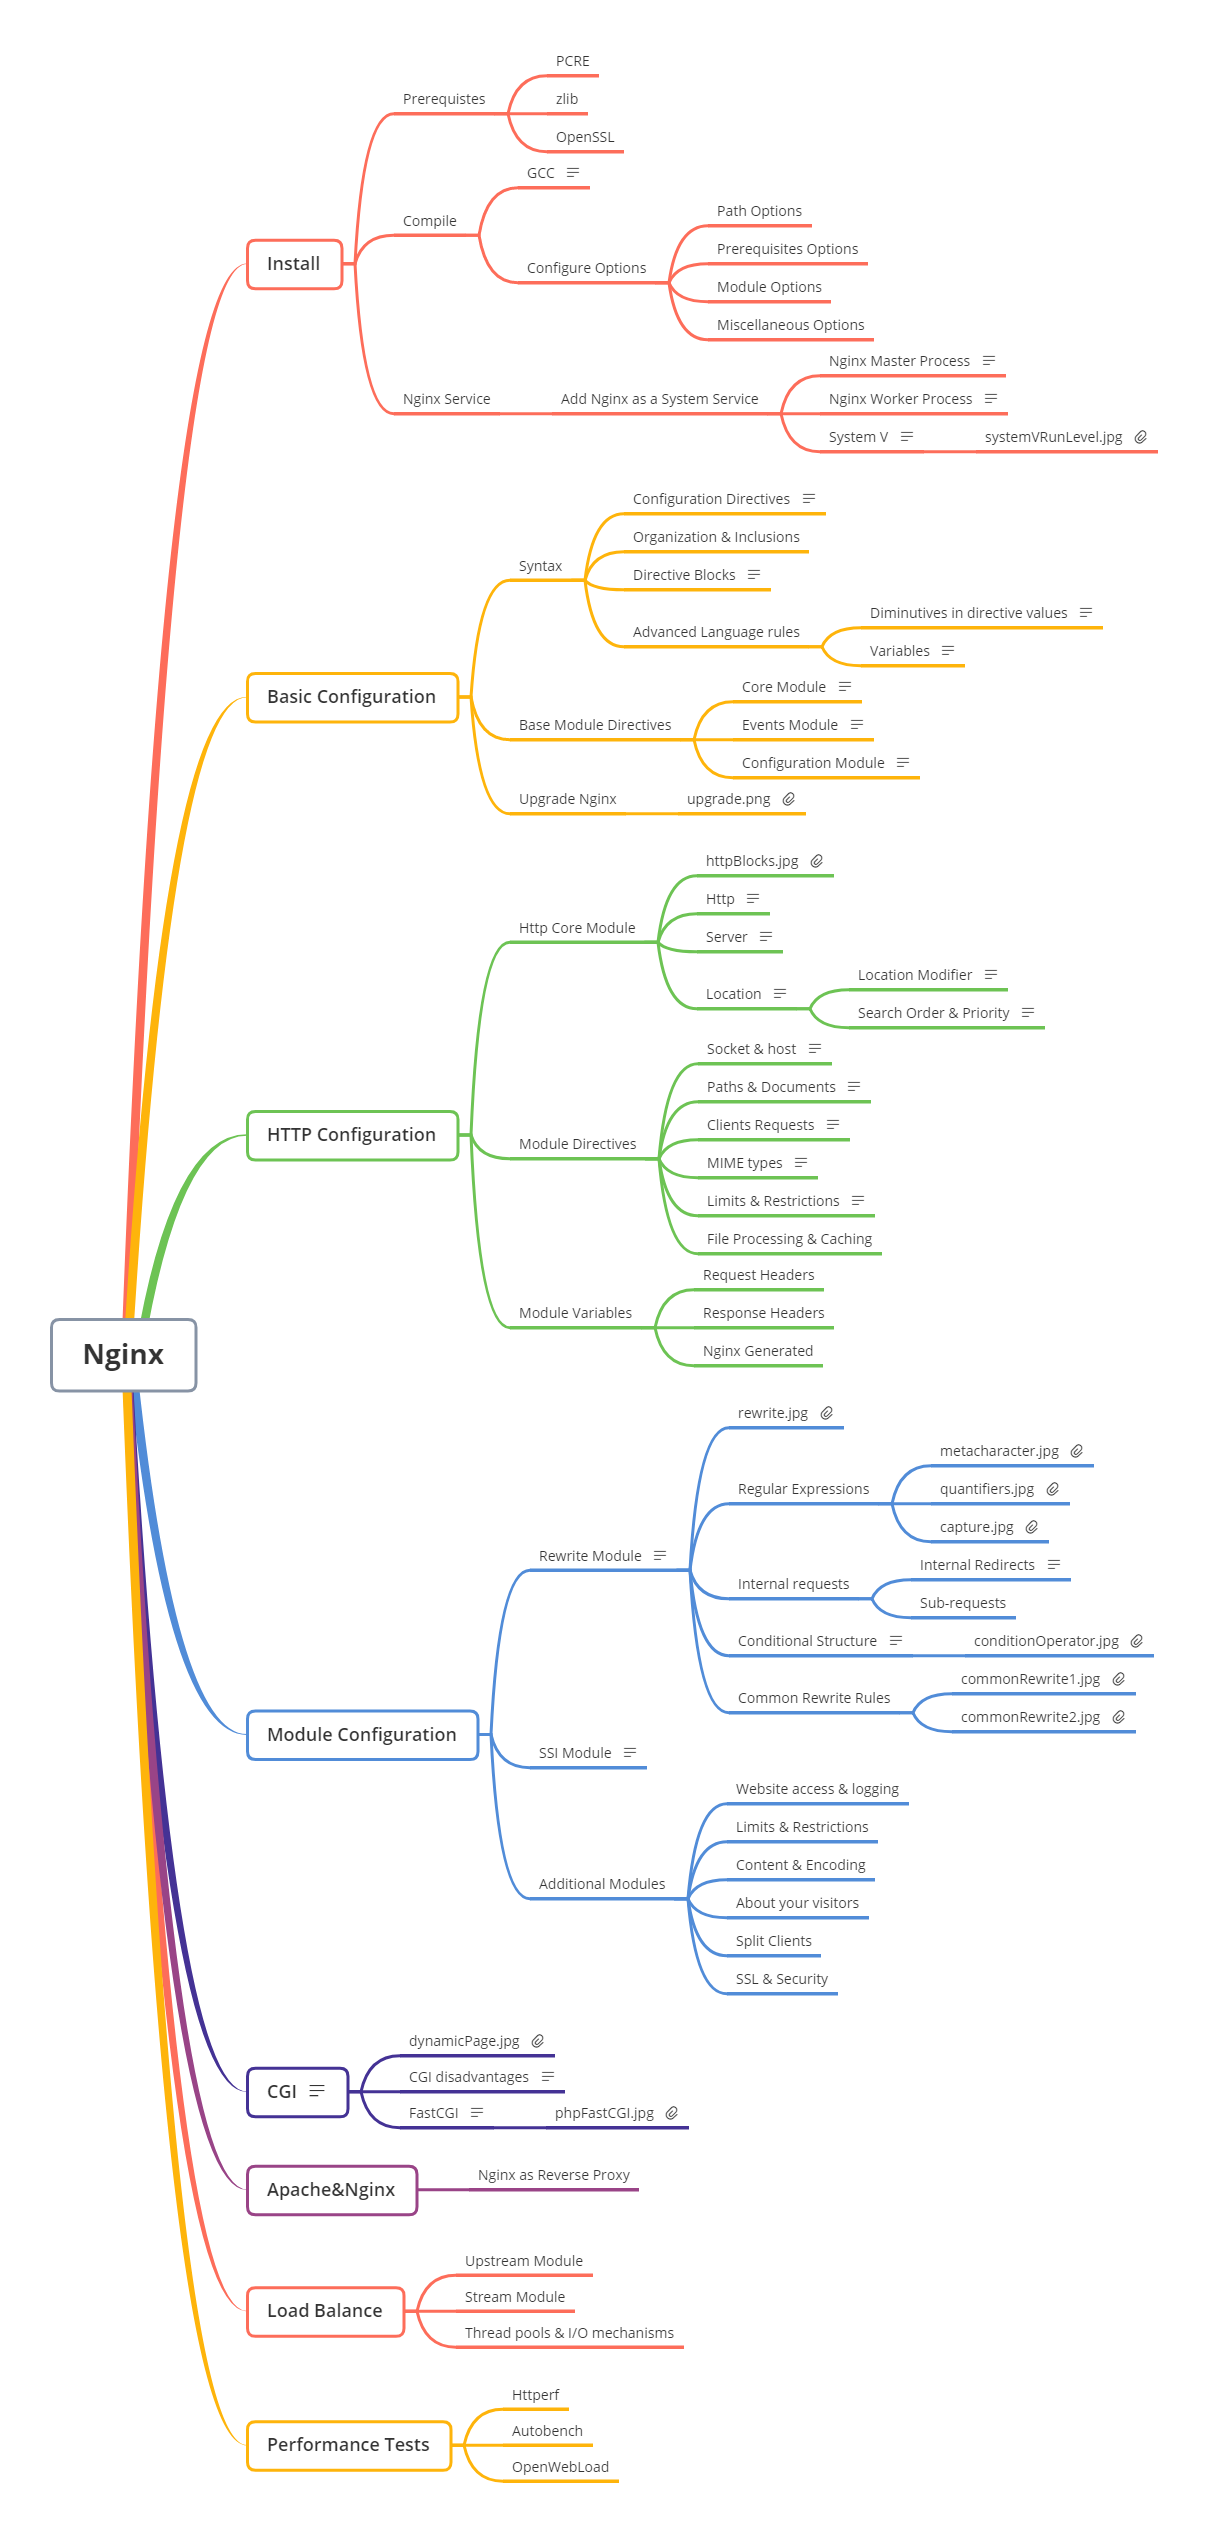 PCRE
Prerequistes
zlib
OpenSSL
GCC
Compile
Path Options
Prerequisites Options
Configure Options
Module Options
Miscellaneous Options
Install
Nginx Master Process
Nginx Service
Add Nginx as a System Service
Nginx Worker Process
System V
systemVRunLevel.jpg
Configuration Directives
Organization & Inclusions
Syntax
Directive Blocks
Diminutives in directive values
Advanced Language rules
Variables
Basic Configuration
Core Module
Base Module Directives
Events Module
Configuration Module
Upgrade Nginx
upgrade.png
httpBlocks.jpg
Http
Http Core Module
Server
Location Modifier
Location
Search Order & Priority
Socket & host
Paths & Documents
HTTP Configuration
Clients Requests
Module Directives
MIME types
Limits & Restrictions
File Processing & Caching
Request Headers
Module Variables
Response Headers
Nginx Generated
Nginx
rewrite.jpg
metacharacter.jpg
Regular Expressions
quantifiers.jpg
capture.jpg
Rewrite Module
Internal Redirects
Internal requests
Sub-requests
Conditional Structure
conditionOperator.jpg
commonRewrite1.jpg
Common Rewrite Rules
commonRewrite2.jpg
Module Configuration
SSI Module
Website access & logging
Limits & Restrictions
Content & Encoding
Additional Modules
About your visitors
Split Clients
SSL & Security
dynamicPage.jpg
CGI
CGI disadvantages
FastCGI
phpFastCGI.jpg
Apache&Nginx
Nginx as Reverse Proxy
Upstream Module
Load Balance
Stream Module
Thread pools & I/O mechanisms
Httperf
Performance Tests
Autobench
OpenWebLoad